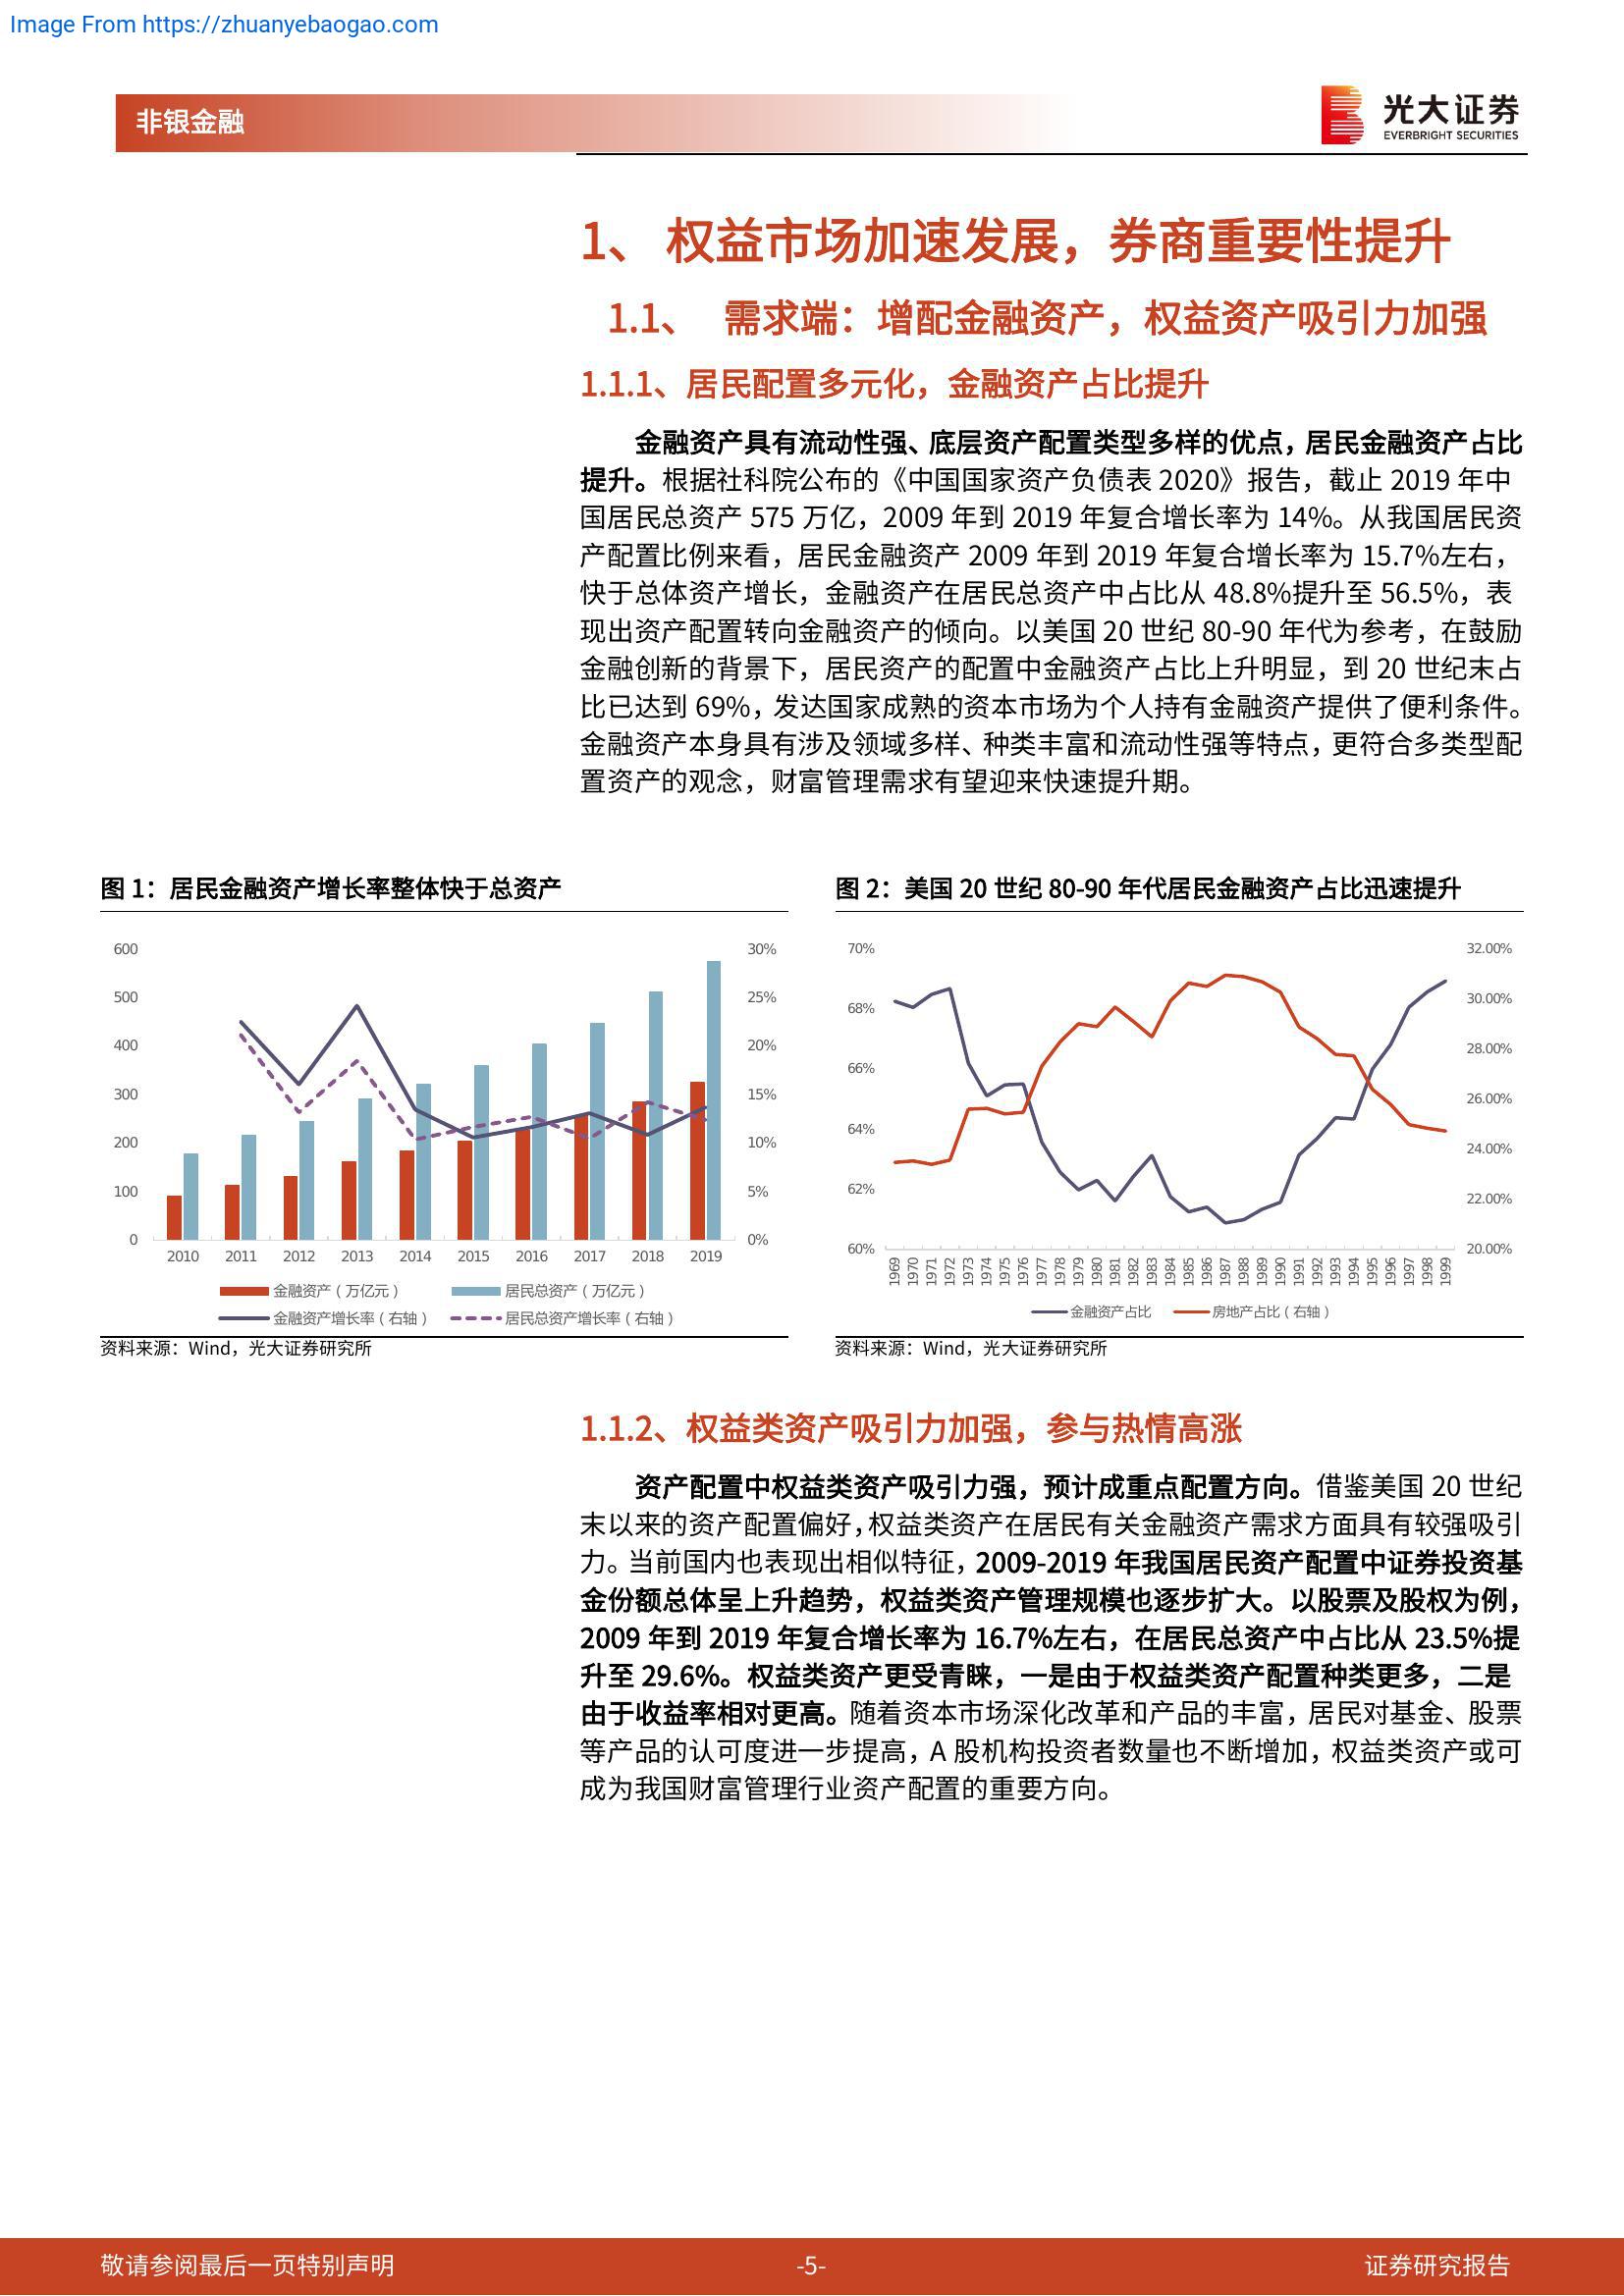 Image From https://zhuanyebaogao.com
非银金融
光大证券
EVERBRIGHT SECURITIES
1、 权益市场加速发展，券商重要性提升
1.1、 需求端：增配金融资产，权益资产吸引力加强
1.1.1、居民配置多元化，金融资产占比提升
金融资产具有流动性强、底层资产配置类型多样的优点，居民金融资产占比
提升。根据社科院公布的《中国国家资产负债表 2020》报告，截止 2019 年中
国居民总资产 575 万亿，2009 年到 2019 年复合增长率为 14%。从我国居民资
产配置比例来看，居民金融资产 2009 年到 2019 年复合增长率为 15.7%左右，
快于总体资产增长，金融资产在居民总资产中占比从 48.8%提升至 56.5%，表
现出资产配置转向金融资产的倾向。以美国 20 世纪 80-90 年代为参考，在鼓励
金融创新的背景下，居民资产的配置中金融资产占比上升明显，到 20 世纪末占
比已达到 69%，发达国家成熟的资本市场为个人持有金融资产提供了便利条件。
金融资产本身具有涉及领域多样、种类丰富和流动性强等特点，更符合多类型配
置资产的观念，财富管理需求有望迎来快速提升期。
图 1：居民金融资产增长率整体快于总资产
600
500
400
300
200
100
0
30%
25%
20%
15%
10%
5%
0%
2010 2011 2012 2013 2014 2015 2016 2017 2018 2019
金融资产（万亿元） 居民总资产（万亿元）
金融资产增长率（右轴） 居民总资产增长率（右轴）
资料来源：Wind，光大证券研究所
图 2：美国 20 世纪 80-90 年代居民金融资产占比迅速提升
70%
68%
66%
64%
62%
60%
32.00%
30.00%
28.00%
26.00%
24.00%
22.00%
20.00%
1969 1970 1971 1972 1973 1974 1975 1976 1977 1978 1979 1980 1981 1982 1983 1984 1985 1986 1987 1988 1989 1990 1991 1992 1993 1994 1995 1996 1997 1998 1999
金融资产占比 房地产占比（右轴）
资料来源：Wind，光大证券研究所
1.1.2、权益类资产吸引力加强，参与热情高涨
资产配置中权益类资产吸引力强，预计成重点配置方向。借鉴美国 20 世纪
末以来的资产配置偏好，权益类资产在居民有关金融资产需求方面具有较强吸引
力。当前国内也表现出相似特征，2009-2019 年我国居民资产配置中证券投资基
金份额总体呈上升趋势，权益类资产管理规模也逐步扩大。以股票及股权为例，
2009 年到 2019 年复合增长率为 16.7%左右，在居民总资产中占比从 23.5%提
升至 29.6%。权益类资产更受青睐，一是由于权益类资产配置种类更多，二是
由于收益率相对更高。随着资本市场深化改革和产品的丰富，居民对基金、股票
等产品的认可度进一步提高，A 股机构投资者数量也不断增加，权益类资产或可
成为我国财富管理行业资产配置的重要方向。
敬请参阅最后一页特别声明
-5-
证券研究报告